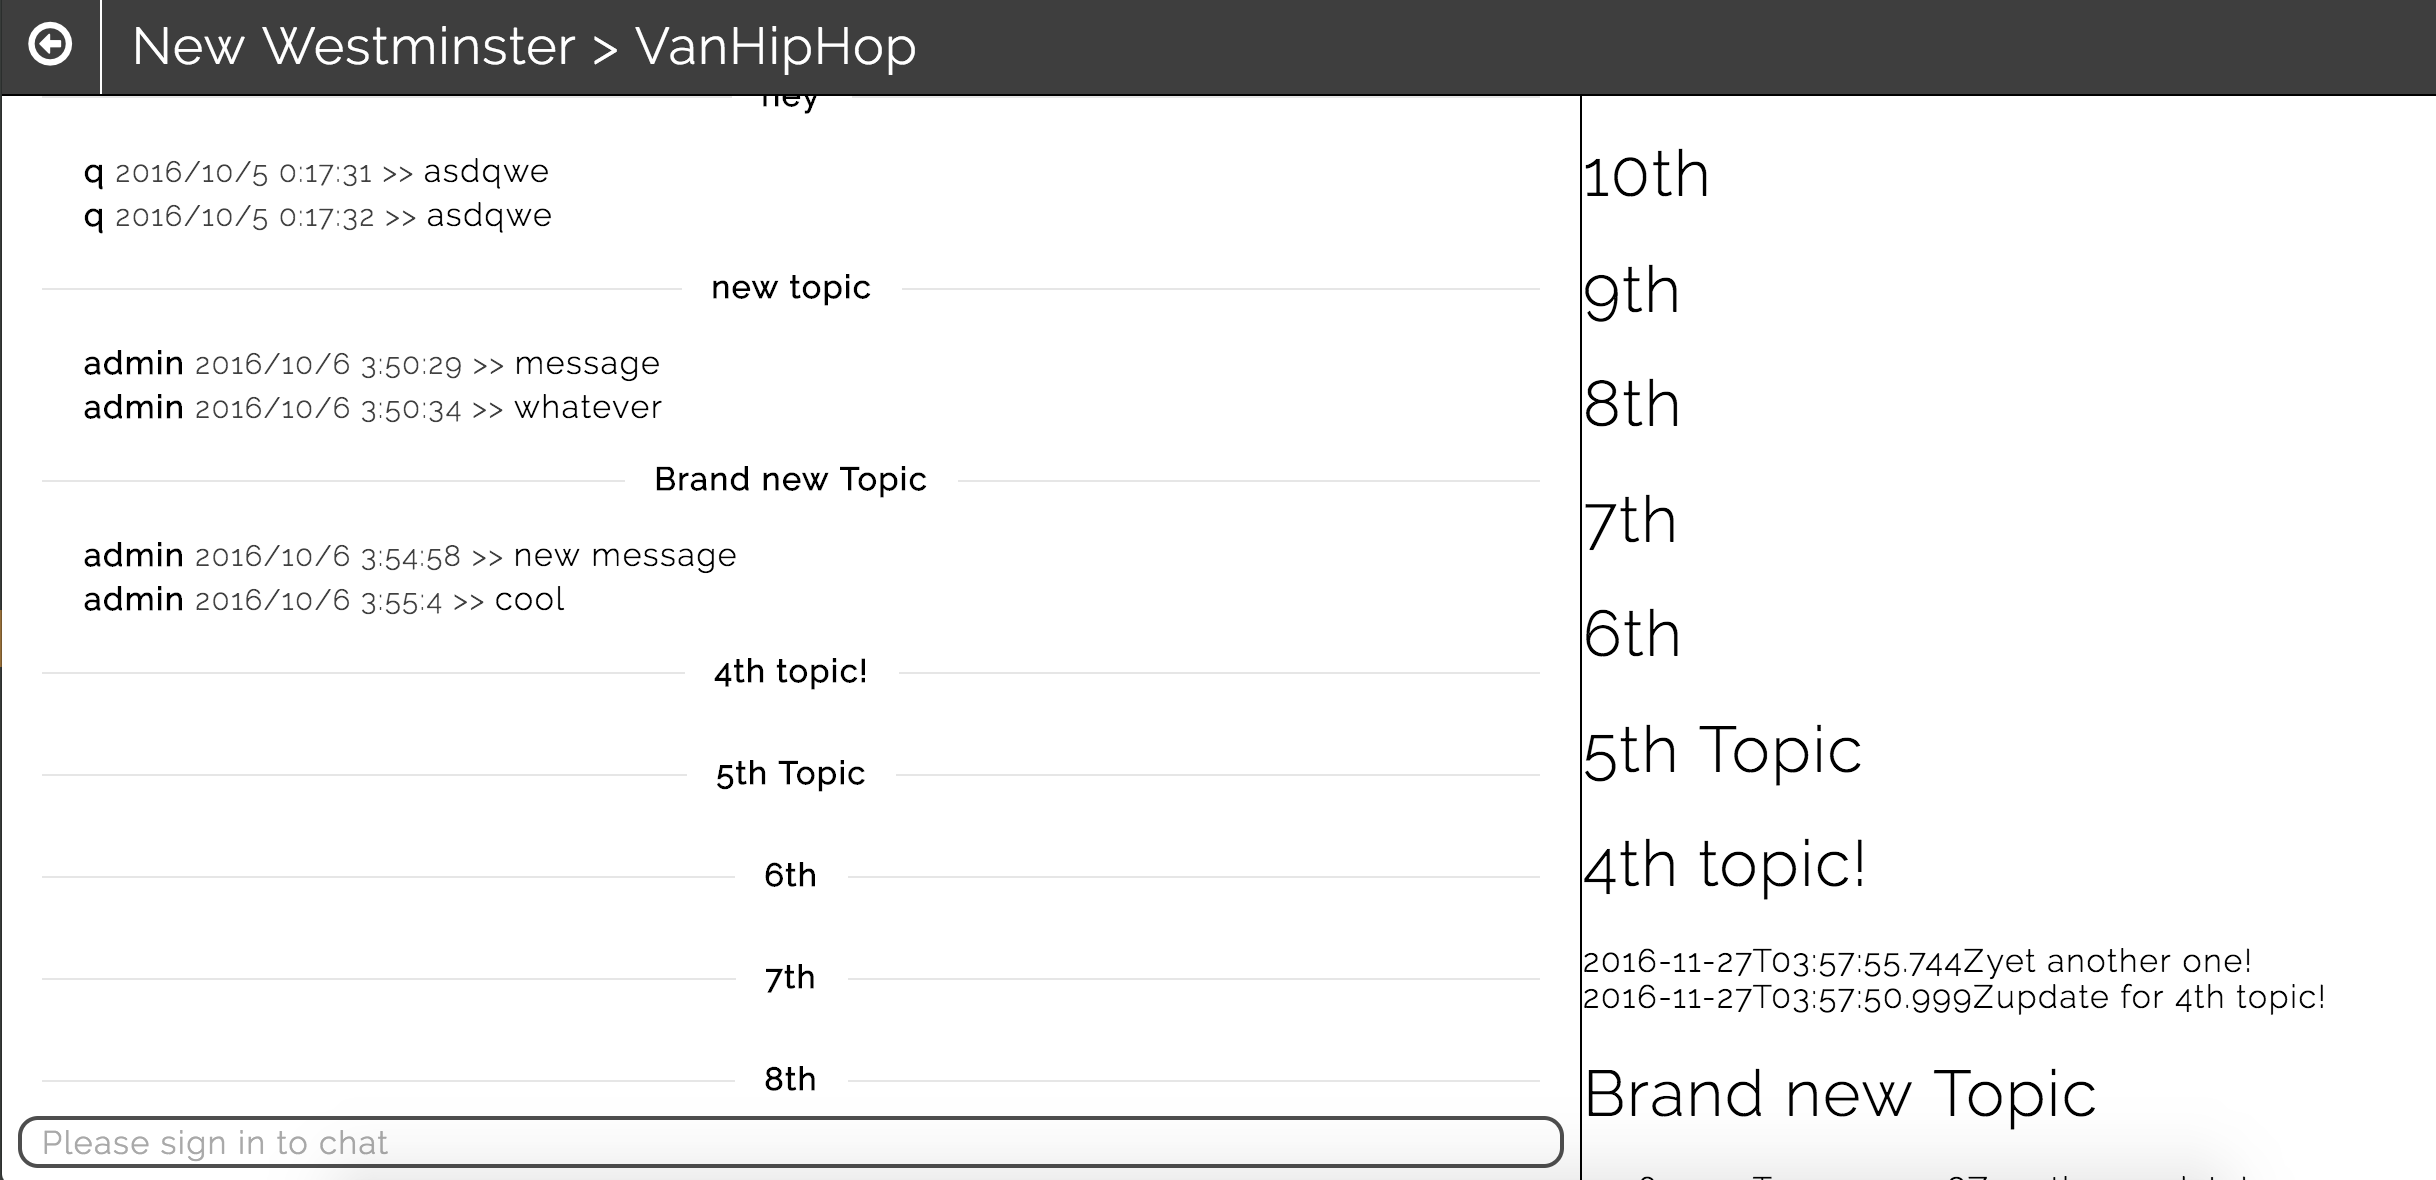 New Westminster > VanHipHop
hey
q 2016/10/5 0:17:31 >> asdqwe
q 2016/10/5 0:17:32 >> asdqwe
new topic
admin 2016/10/6 3:50:29 >> message
admin 2016/10/6 3:50:34 >> whatever
Brand new Topic
admin 2016/10/6 3:54:58 >> new message
admin 2016/10/6 3:55:4 >> cool
4th topic!
5th Topic
6th
7th
8th
Please sign in to chat
10th
9th
8th
7th
6th
5th Topic
4th topic!
2016-11-27T03:57:55.744Zyet another one!
2016-11-27T03:57:50.999Zupdate for 4th topic!
Brand new Topic